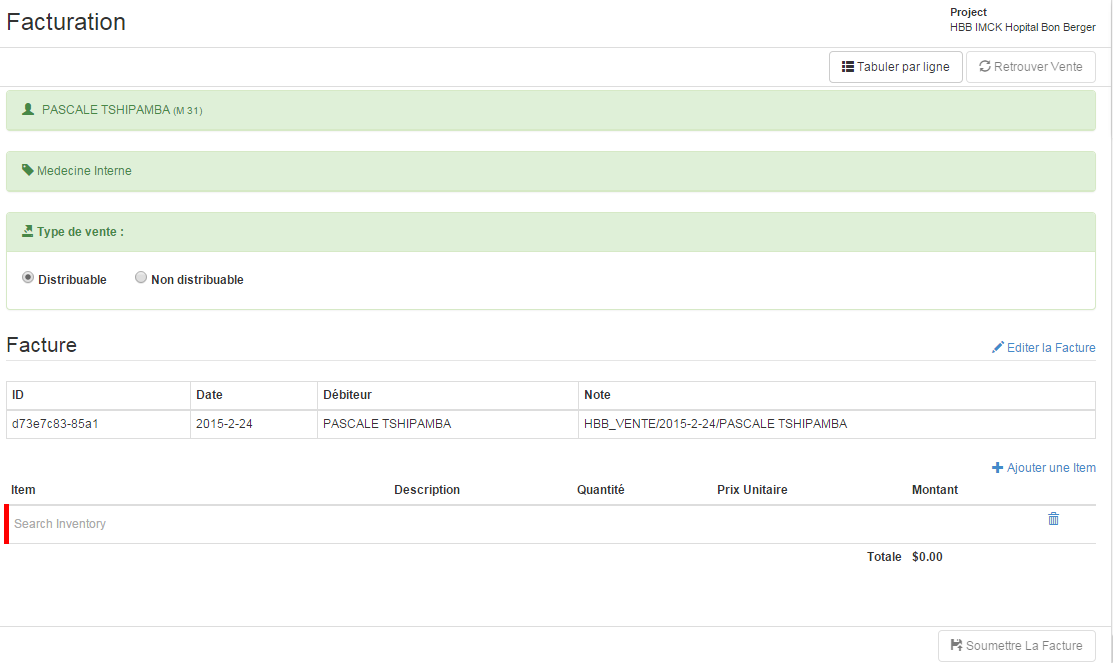 Facturation
Project
HBB IMCK Hopital Bon Berger
Tabuler par ligne Retrouver Vente
PASCALE TSHIPAMBA (M 31)
Medecine Interne
Type de vente :
Distribuable Non distribuable
Facture Editer la Facture
ID Date Débiteur Note
d73e7c83-85a1 2015-2-24 PASCALE TSHIPAMBA HBB_VENTE/2015-2-24/PASCALE TSHIPAMBA
Ajouter une Item
Item Description Quantité Prix Unitaire Montant
Search Inventory
Totale $0.00
Soumettre La Facture